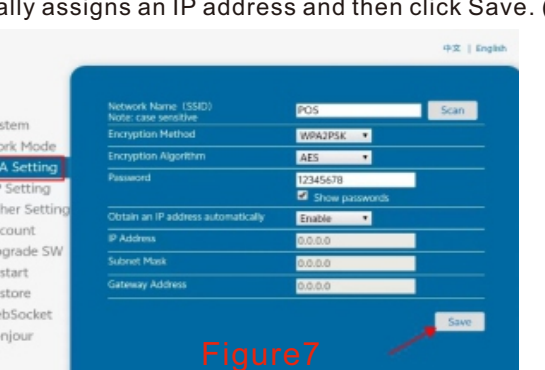 ally assigns an IP address and then click Save. (
中文 | English
Network Name (SSID)
Note: case sensitive
POS
Scan
Encryption Method
WPA2PSK
Encryption Algorithm
AES
Password
12345678
Show passwords
Obtain an IP address automatically
Enable
IP Address
0.0.0.0
Subnet Mask
0.0.0.0
Gateway Address
0.0.0.0
Save
stem
ork Mode
A Setting
Setting
her Setting
count
grade SW
start
store
bSocket
njour
Figure7